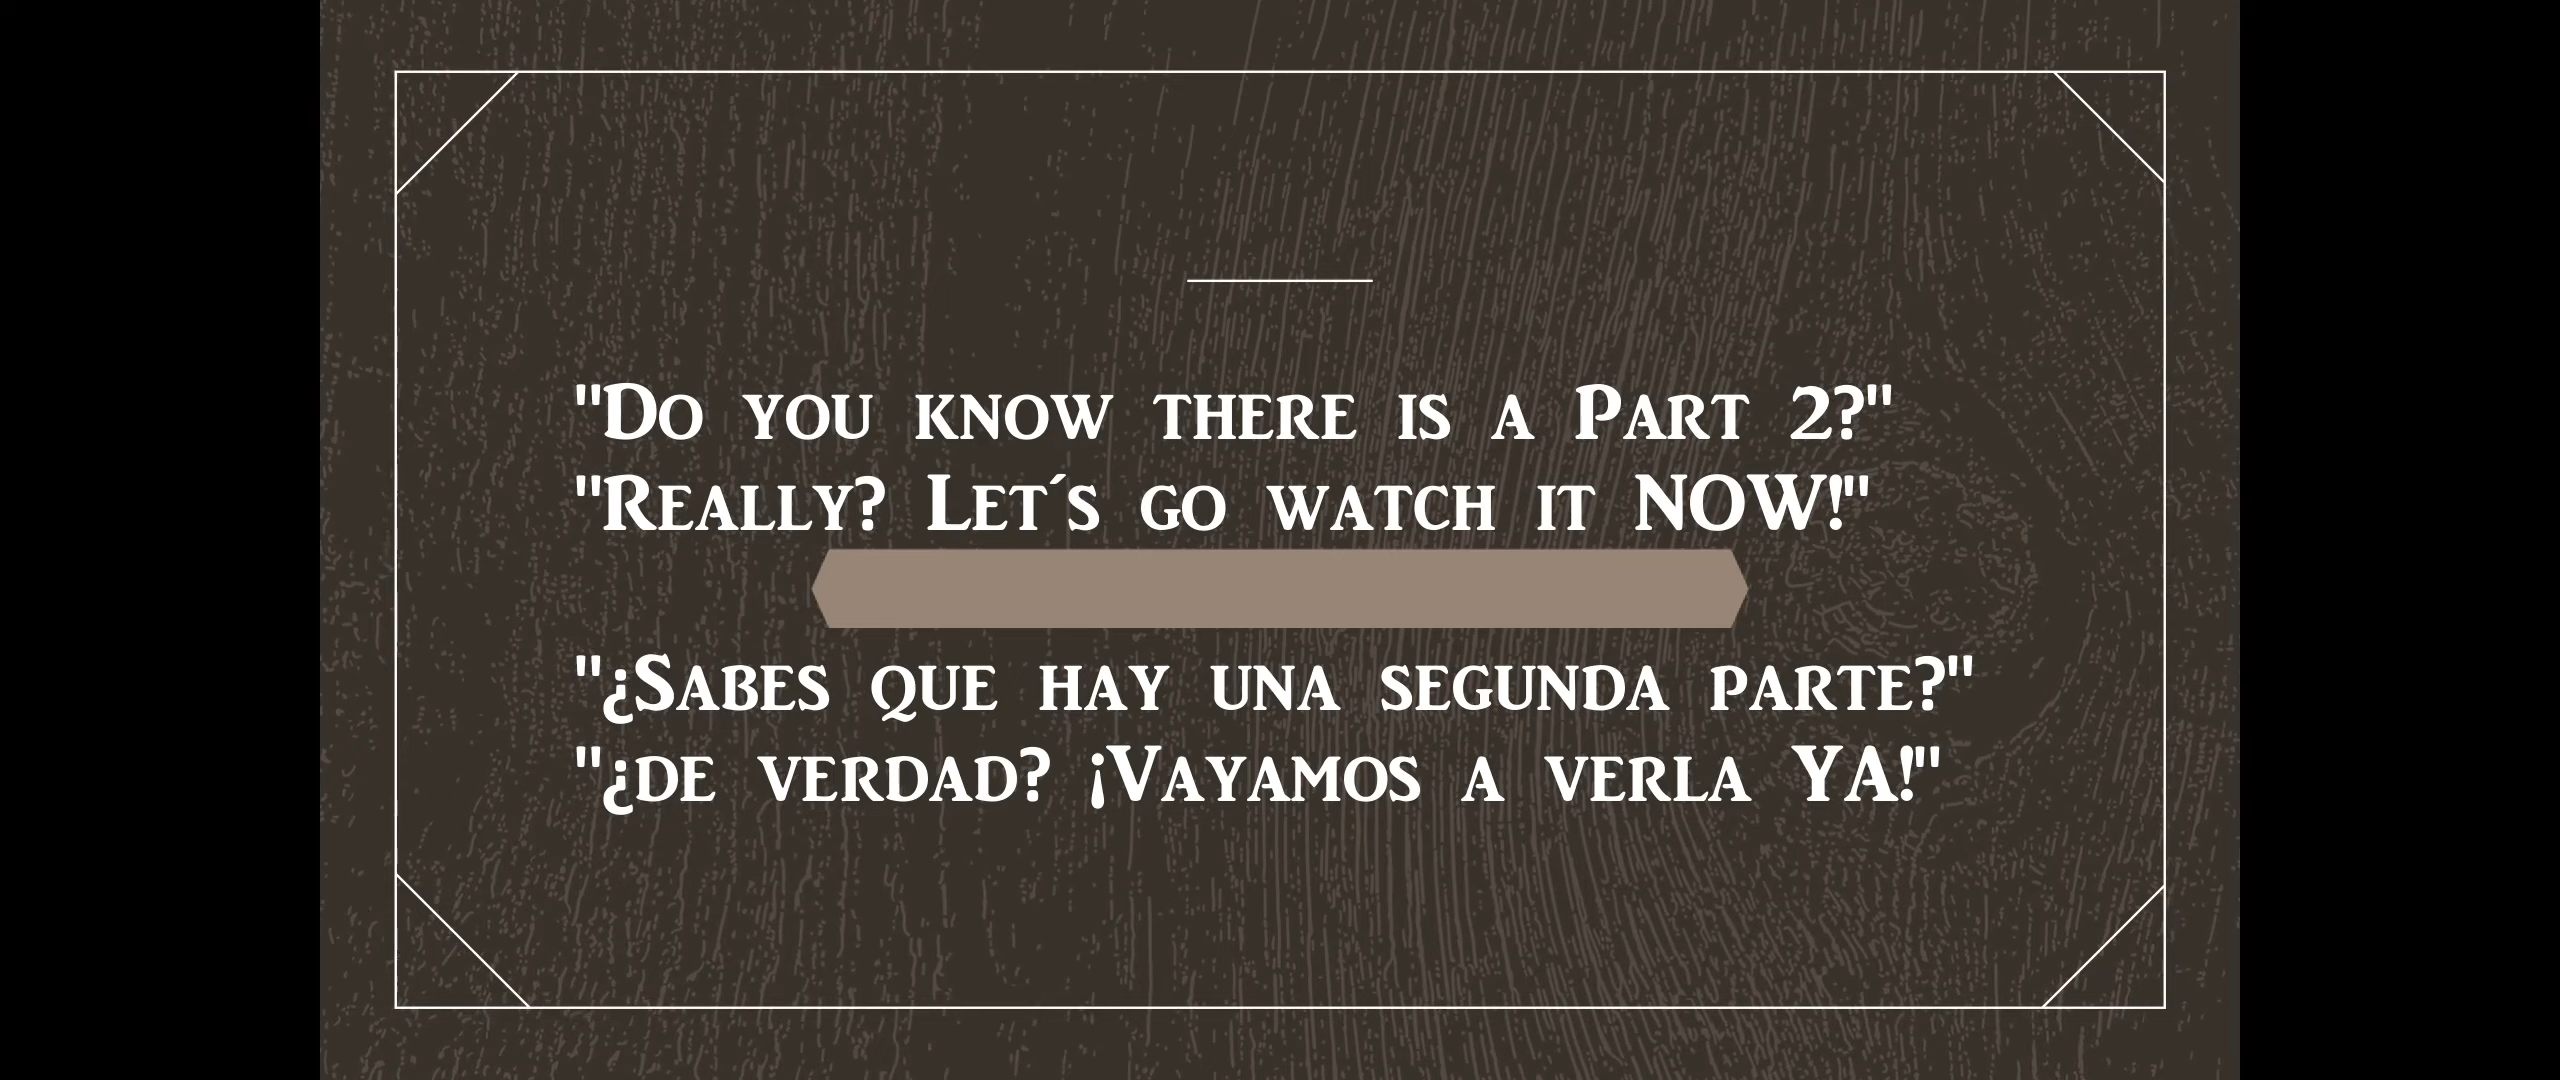 "Do you know there is a Part 2?"
"Really? Let´s go watch it NOW!"
"¿Sabes que hay una segunda parte?"
"¿de verdad? ¡Vayamos a verla YA!"